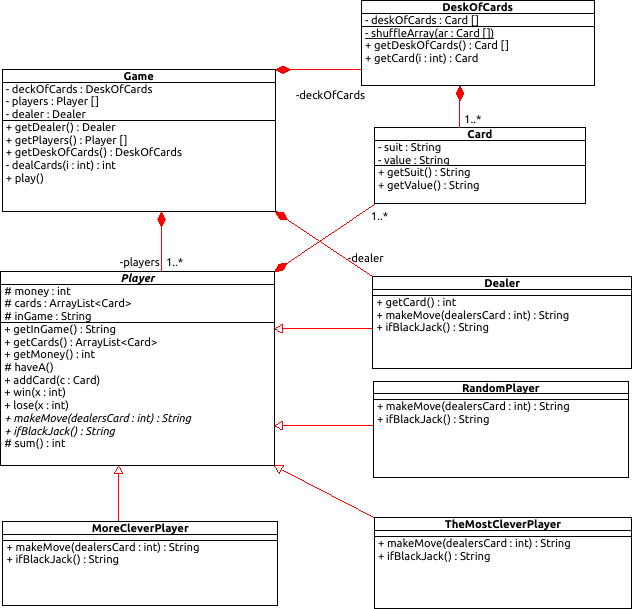 DeskOfCards
- deskOfCards : Card []
- shuffleArray(ar : Card [])
+ getDeskOfCards() : Card []
+ getCard(i : int) : Card
Game
- deckOfCards : DeskOfCards
- players : Player []
- dealer : Dealer
+ getDealer() : Dealer
+ getPlayers() : Player []
+ getDeskOfCards() : DeskOfCards
- dealCards(i : int) : int
+ play()
-deckOfCards
1..*
Card
- suit : String
- value : String
+ getSuit() : String
+ getValue() : String
1..*
-players
1..*
-dealer
Player
# money : int
# cards : ArrayList<Card>
# inGame : String
+ getInGame() : String
+ getCards() : ArrayList<Card>
+ getMoney() : int
# haveA()
+ addCard(c : Card)
+ win(x : int)
+ lose(x : int)
+ makeMove(dealersCard : int) : String
+ ifBlackJack() : String
# sum() : int
Dealer
+ getCard() : int
+ makeMove(dealersCard : int) : String
+ ifBlackJack() : String
RandomPlayer
+ makeMove(dealersCard : int) : String
+ ifBlackJack() : String
MoreCleverPlayer
+ makeMove(dealersCard : int) : String
+ ifBlackJack() : String
TheMostCleverPlayer
+ makeMove(dealersCard : int) : String
+ ifBlackJack() : String